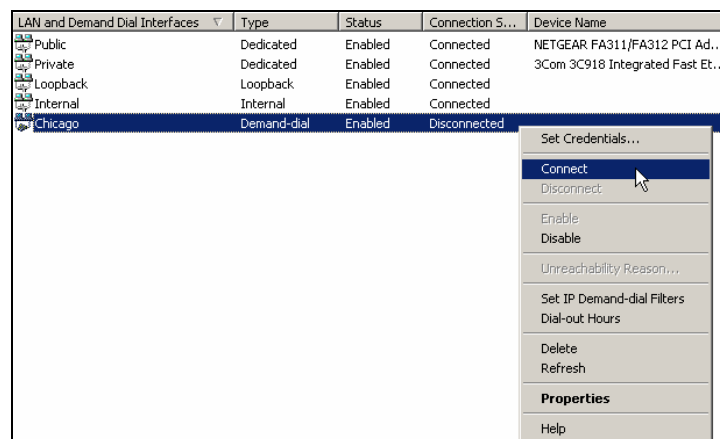 LAN and Demand Dial Interfaces Type Status Connection S... Device Name
Public Dedicated Enabled Connected NETGEAR FA311/FA312 PCI Ad..
Private Dedicated Enabled Connected 3Com 3C918 Integrated Fast Et..
Loopback Loopback Enabled Connected
Internal Internal Enabled Connected
Chicago Demand-dial Enabled Disconnected
Set Credentials...
Connect
Disconnect
Enable
Disable
Unreachability Reason...
Set IP Demand-dial Filters
Dial-out Hours
Delete
Refresh
Properties
Help